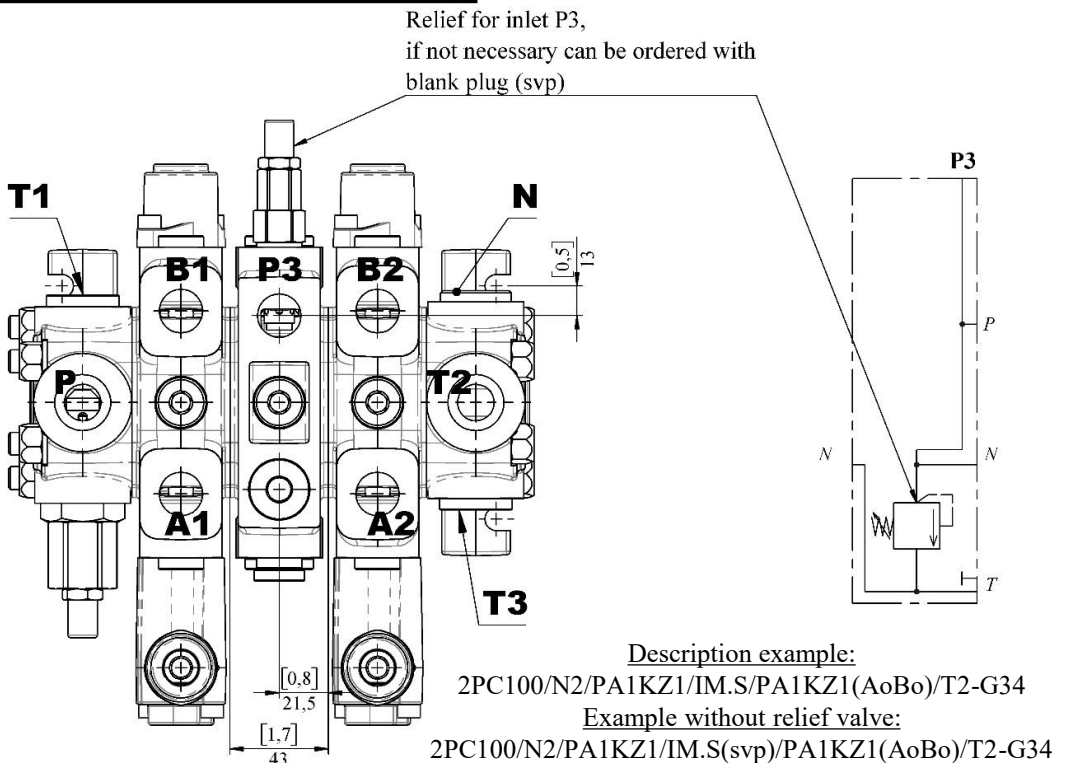 Relief for inlet P3,
if not necessary can be ordered with
blank plug (svp)
P3
T1
N
[0,5]
13
B1
P3
B2
P
P
T2
N
N
A1
A2
T
T3
[0,8]
21,5
[1,7]
43
Description example:
2PC100/N2/PA1KZ1/IM.S/PA1KZ1(AoBo)/T2-G34
Example without relief valve:
2PC100/N2/PA1KZ1/IM.S(svp)/PA1KZ1(AoBo)/T2-G34